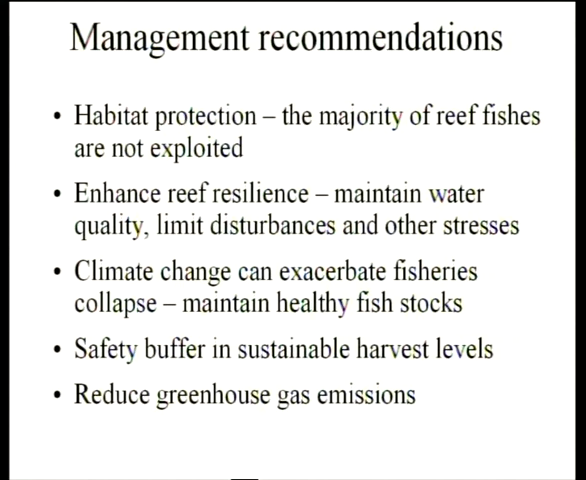 Management recommendations
• Habitat protection – the majority of reef fishes
are not exploited
• Enhance reef resilience – maintain water
quality, limit disturbances and other stresses
• Climate change can exacerbate fisheries
collapse – maintain healthy fish stocks
• Safety buffer in sustainable harvest levels
• Reduce greenhouse gas emissions